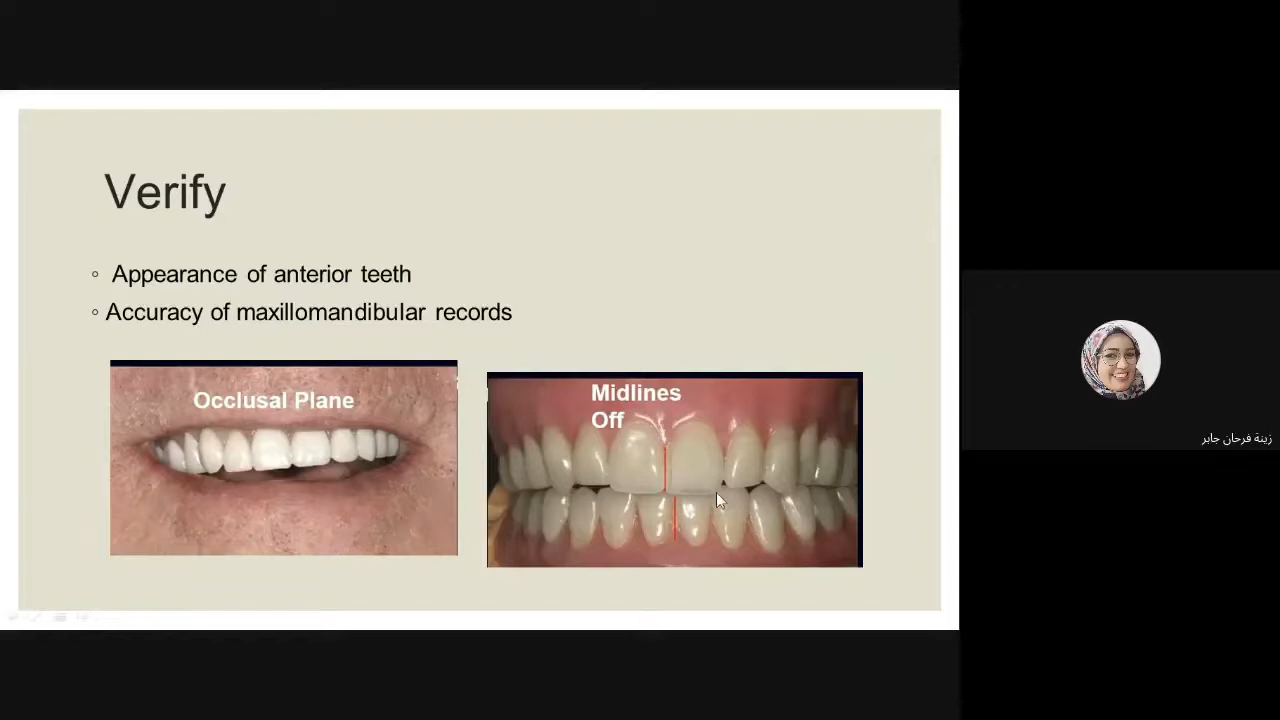 Verify
◦ Appearance of anterior teeth
◦ Accuracy of maxillomandibular records
Occlusal Plane
Midlines
Off
زينة فرحان جابر